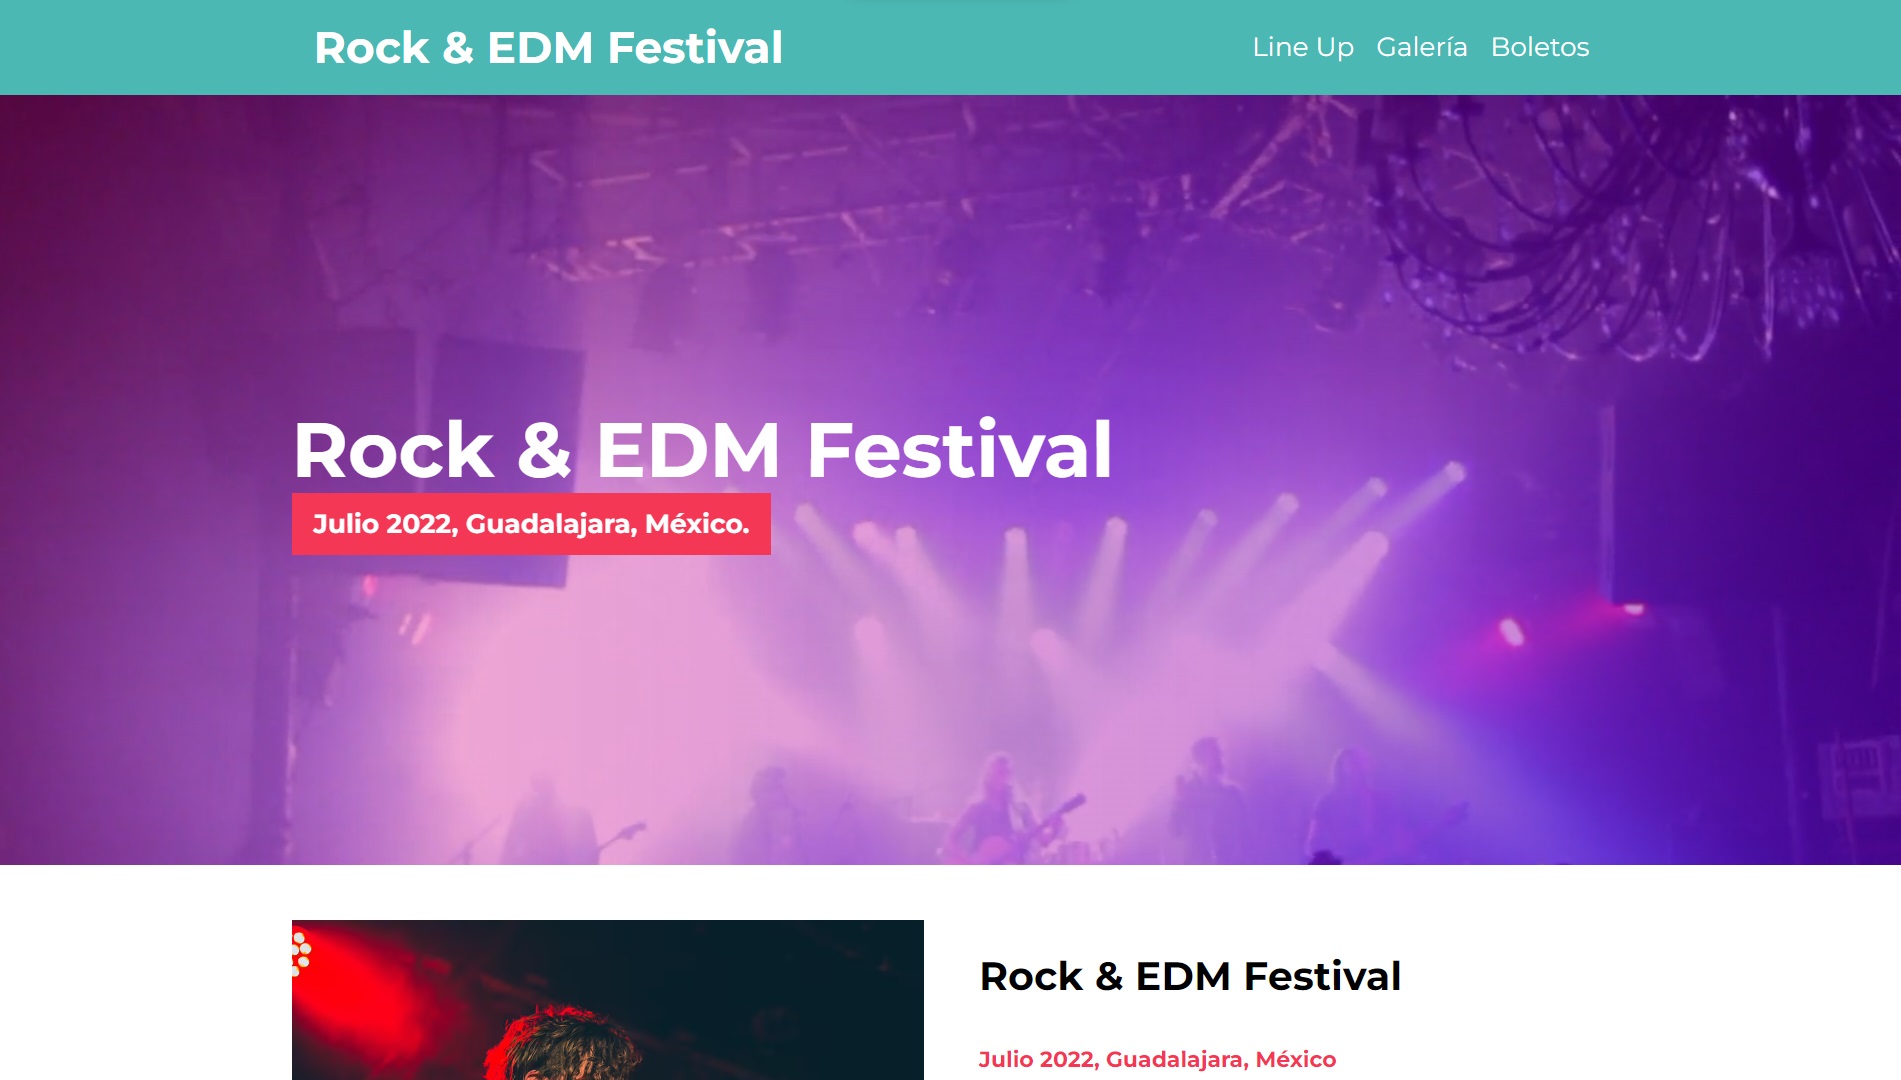 Rock & EDM Festival
Line Up Galería Boletos
Rock & EDM Festival
Julio 2022, Guadalajara, México.
Rock & EDM Festival
Julio 2022, Guadalajara, México